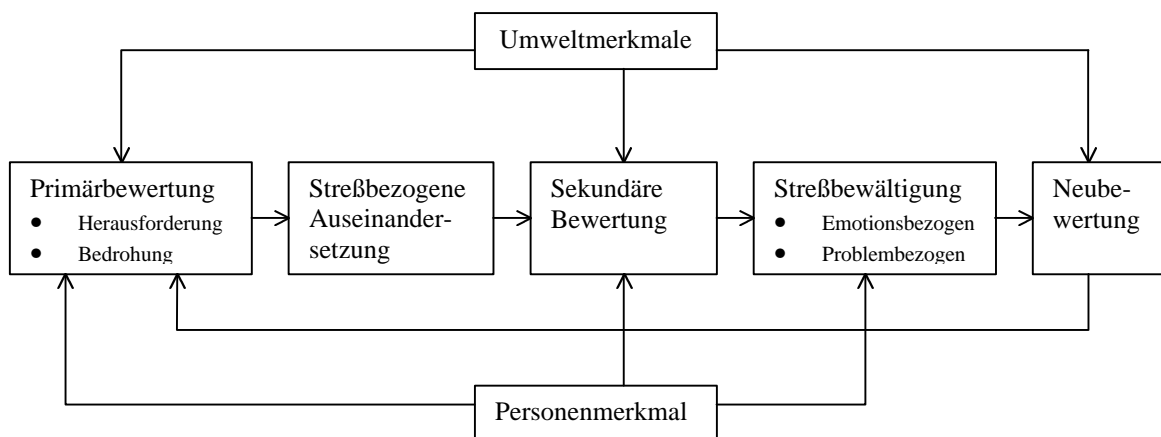 Umweltmerkmale
Primärbewertung
● Herausforderung
● Bedrohung
Streßbezogene
Auseinander-
setzung
Sekundäre
Bewertung
Streßbewältigung
● Emotionsbezogen
● Problembezogen
Neube-
wertung
Personenmerkmal